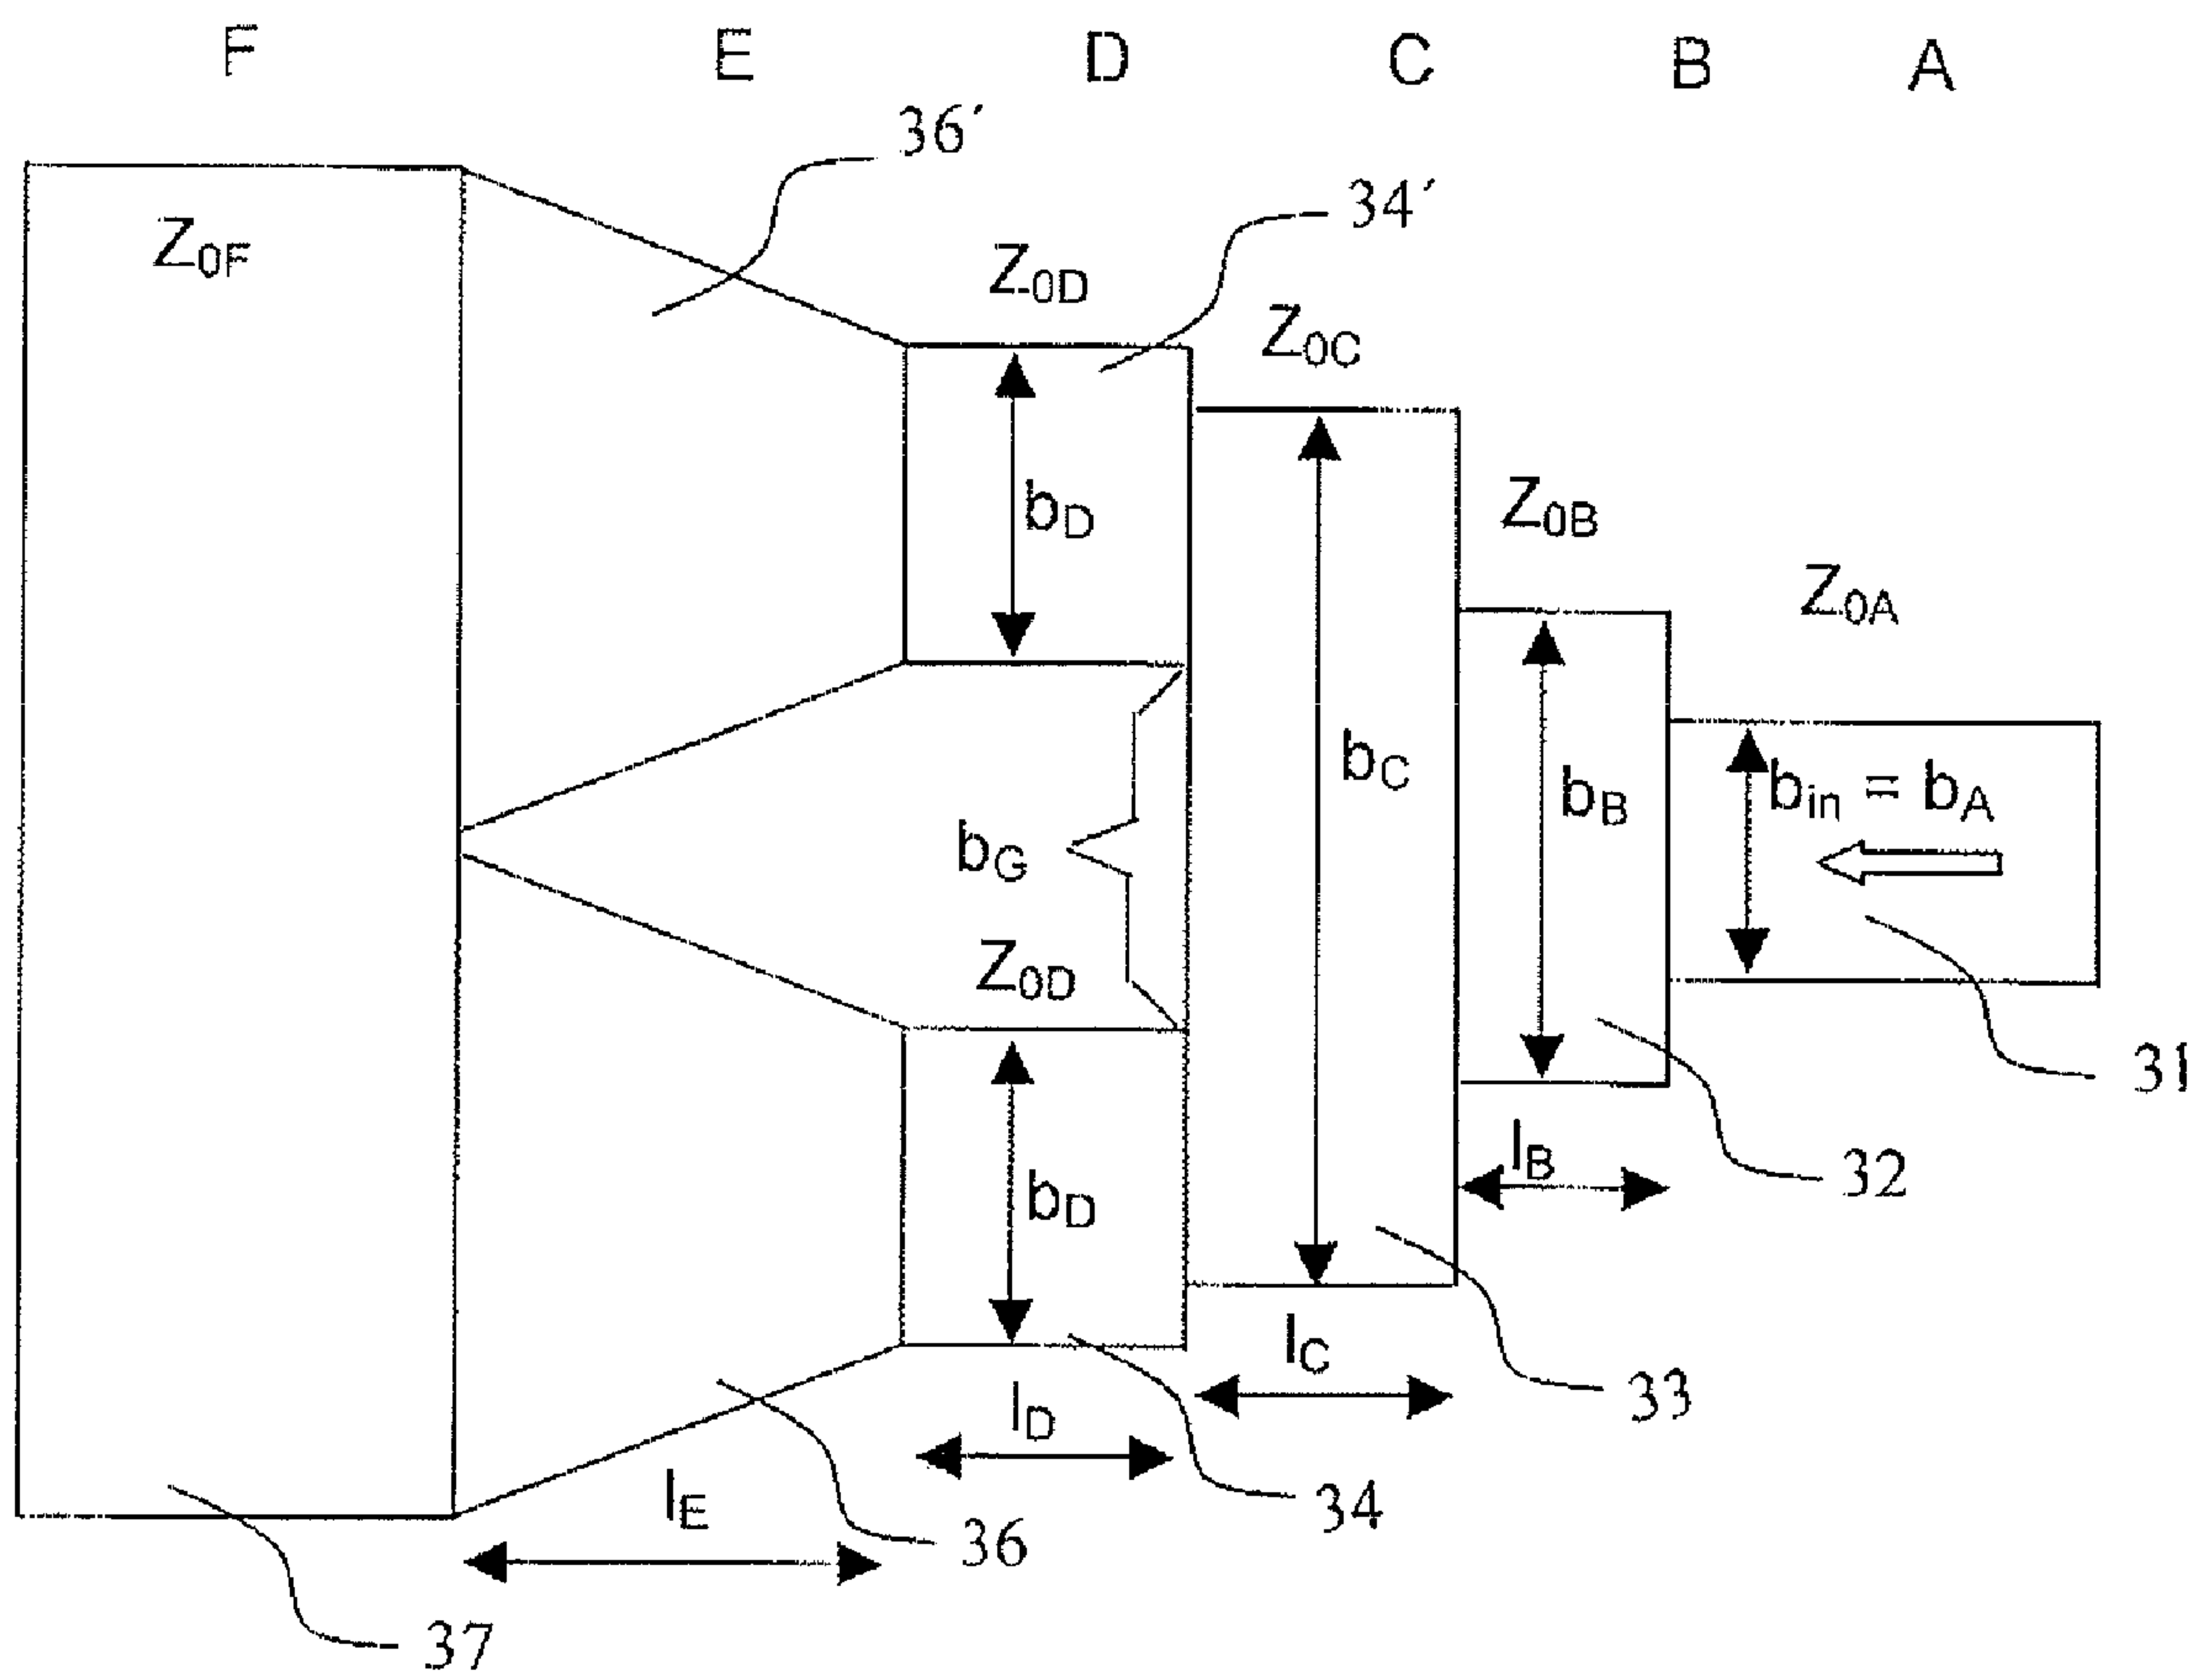 F E D C B A
36′
34′
Z0F
Z0D
Z0C
Z0B
Z0A
bD
bC
bB
bin = bA
bG
Z0D
31
lB
32
bD
lC
33
lD
34
lE
36
37